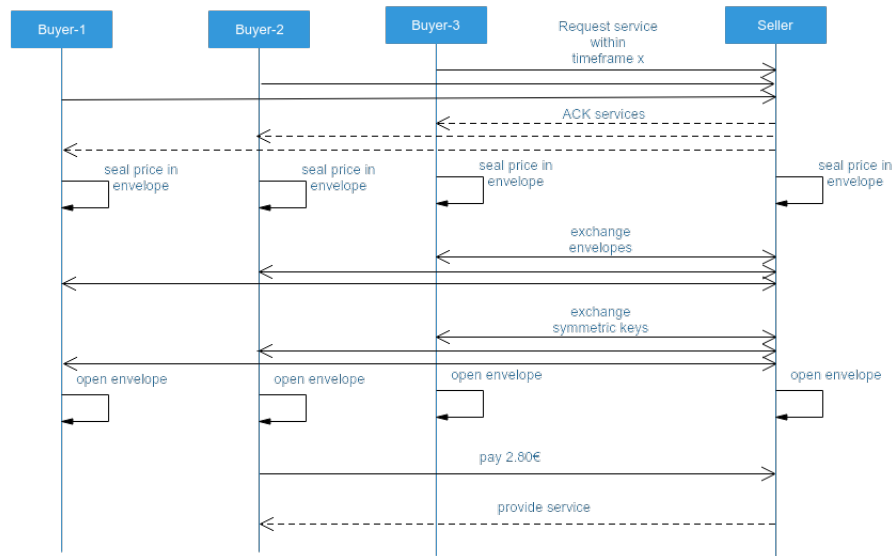 Buyer-1
Buyer-2
Buyer-3
Request service
within
timeframe x
Seller
ACK services
seal price in
envelope
seal price in
envelope
seal price in
envelope
seal price in
envelope
exchange
envelopes
exchange
symmetric keys
open envelope
open envelope
open envelope
open envelope
pay 2.80€
provide service